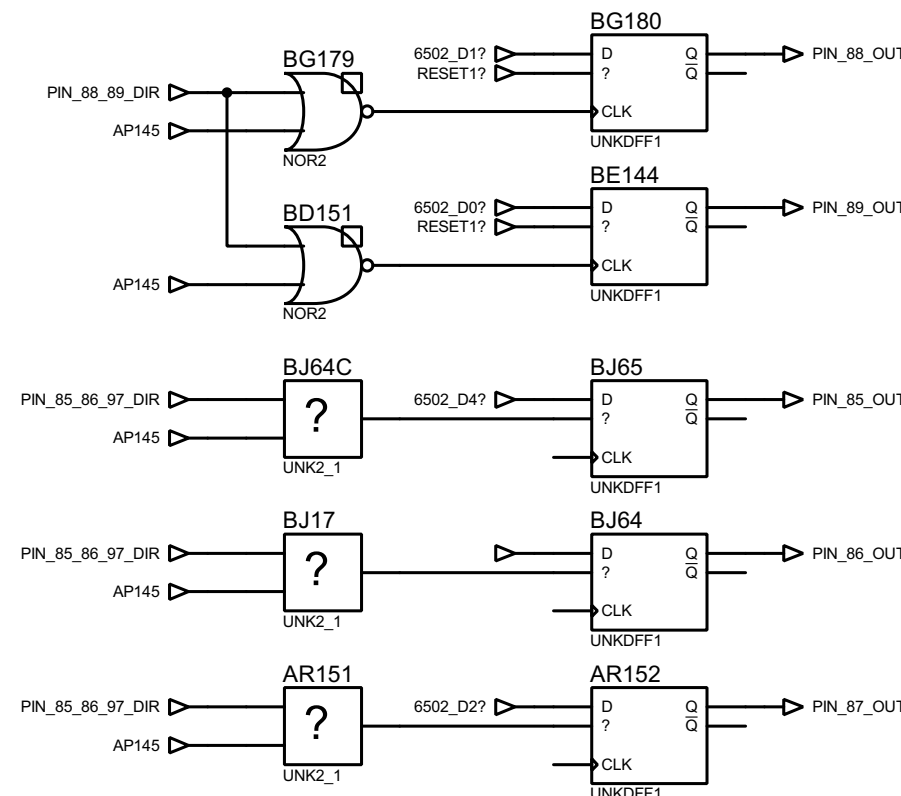 BG180
BG179
6502_D1?
D
Q
PIN_88_OUT
RESET1?
?
Q
PIN_88_89_DIR
CLK
AP145
UNKDFF1
NOR2
BE144
BD151
6502_D0?
D
Q
PIN_89_OUT
RESET1?
?
Q
CLK
AP145
UNKDFF1
NOR2
BJ64C
BJ65
PIN_85_86_97_DIR
?
6502_D4?
D
Q
PIN_85_OUT
?
Q
AP145
CLK
UNK2_1
UNKDFF1
BJ17
BJ64
PIN_85_86_97_DIR
?
D
Q
PIN_86_OUT
?
Q
AP145
CLK
UNK2_1
UNKDFF1
AR151
AR152
PIN_85_86_97_DIR
?
6502_D2?
D
Q
PIN_87_OUT
?
Q
AP145
CLK
UNK2_1
UNKDFF1